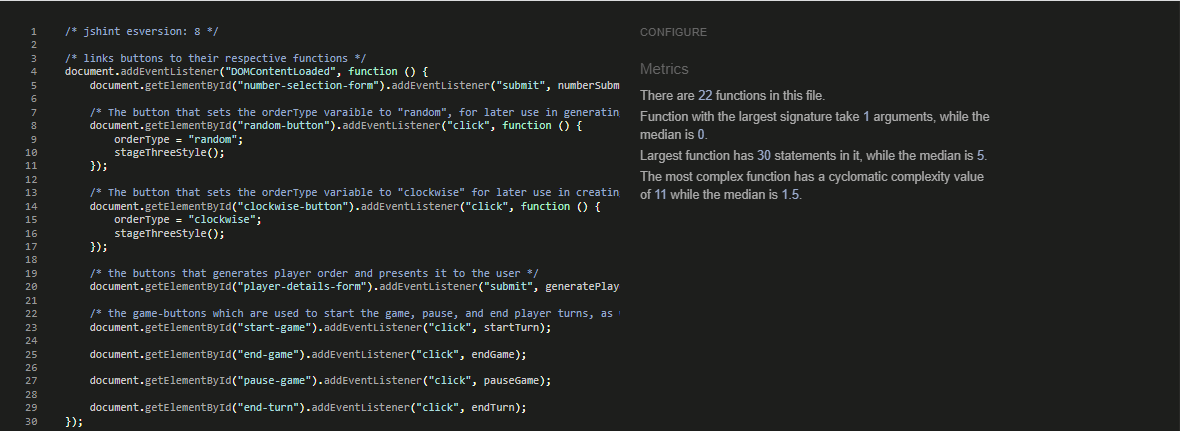 1 /* jshint esversion: 8 */
2
3 /* links buttons to their respective functions */
4 document.addEventListener("DOMContentLoaded", function () {
5 document.getElementById("number-selection-form").addEventListener("submit", numberSubm
6
7 /* The button that sets the orderType varaible to "random", for later use in generatin
8 document.getElementById("random-button").addEventListener("click", function () {
9 orderType = "random";
10 stageThreeStyle();
11 });
12
13 /* The button that sets the orderType variable to "clockwise" for later use in creatin
14 document.getElementById("clockwise-button").addEventListener("click", function () {
15 orderType = "clockwise";
16 stageThreeStyle();
17 });
18
19 /* the buttons that generates player order and presents it to the user */
20 document.getElementById("player-details-form").addEventListener("submit", generatePlay
21
22 /* the game-buttons which are used to start the game, pause, and end player turns, as
23 document.getElementById("start-game").addEventListener("click", startTurn);
24
25 document.getElementById("end-game").addEventListener("click", endGame);
26
27 document.getElementById("pause-game").addEventListener("click", pauseGame);
28
29 document.getElementById("end-turn").addEventListener("click", endTurn);
30 });
CONFIGURE
Metrics
There are 22 functions in this file.
Function with the largest signature take 1 arguments, while the
median is 0.
Largest function has 30 statements in it, while the median is 5.
The most complex function has a cyclomatic complexity value
of 11 while the median is 1.5.